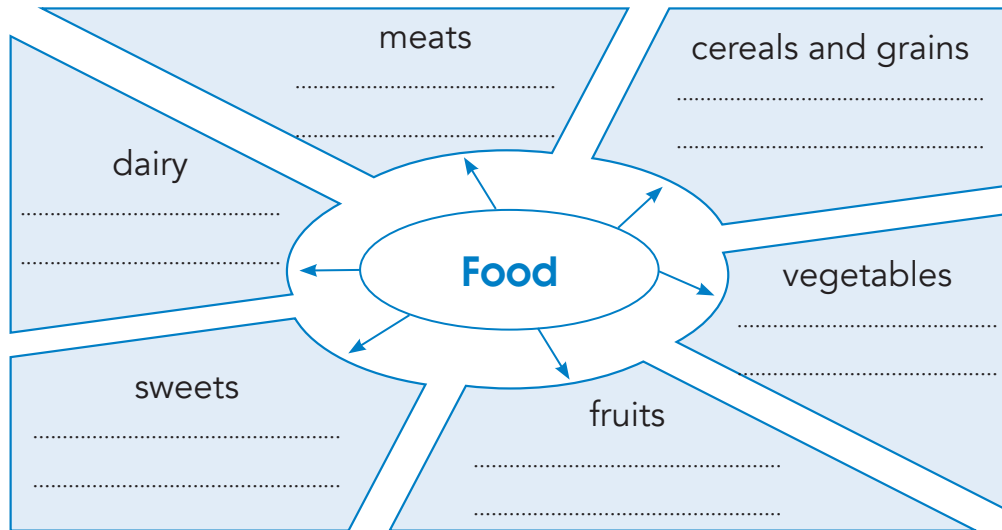 meats
cereals and grains
dairy
Food
vegetables
sweets
fruits